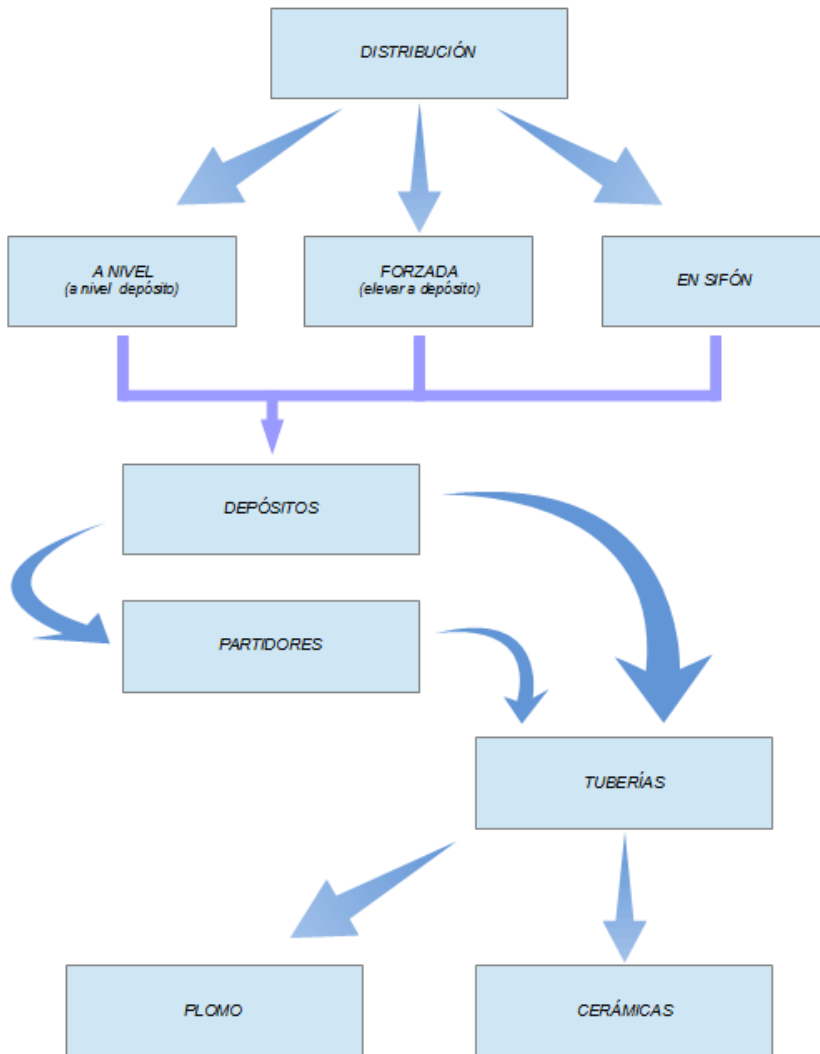 DISTRIBUCIÓN
A NIVEL
(a nivel depósito)
FORZADA
(elevar a depósito)
EN SIFÓN
DEPÓSITOS
PARTIDORES
TUBERÍAS
PLOMO
CERÁMICAS